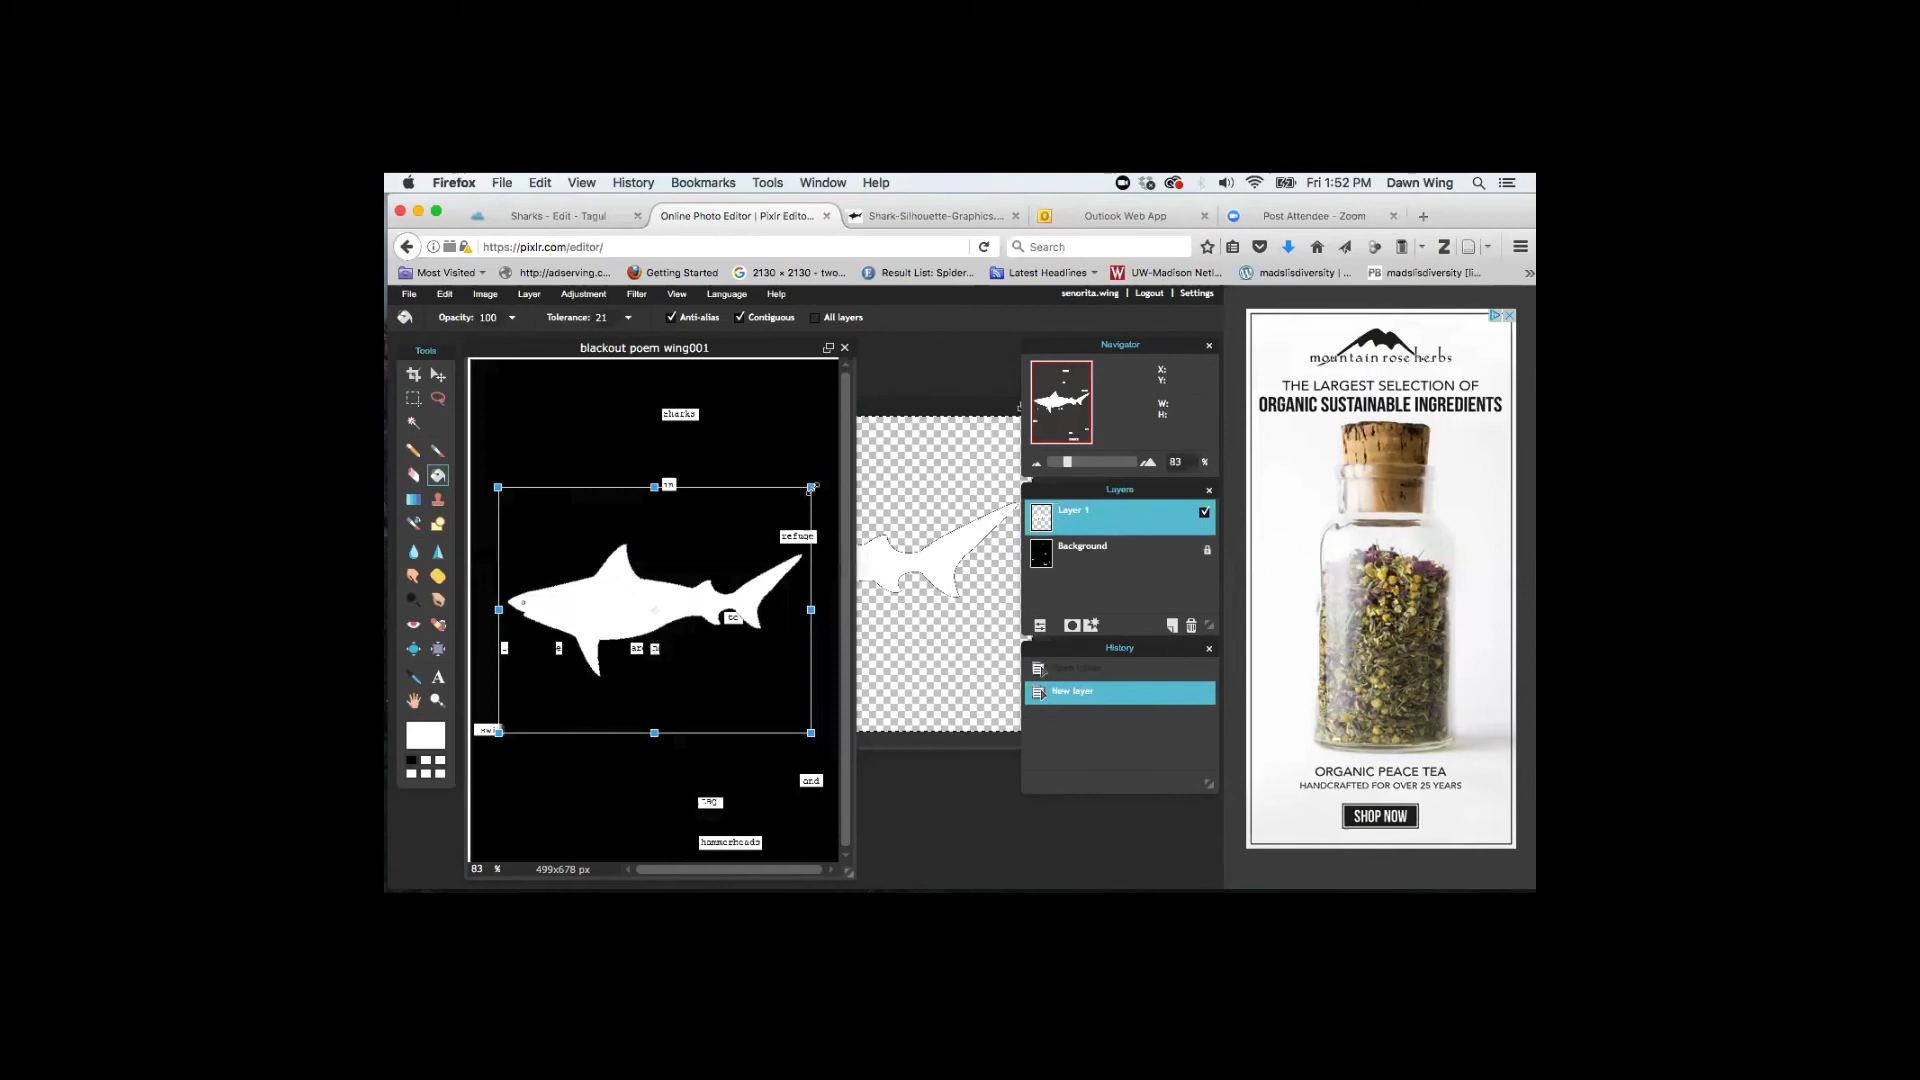 Firefox File Edit View History Bookmarks Tools Window Help Fri 1:52 PM Dawn Wing
Sharks - Edit - Tagul Online Photo Editor | Pixlr Edito... Shark-Silhouette-Graphics.... Outlook Web App Post Attendee - Zoom
https://pixlr.com/editor/ Search
Most Visited http://adserving.c... Getting Started 2130 × 2130 - two... Result List: Spider... Latest Headlines UW-Madison Netl... madslisdiversity |... PB madslisdiversity [li...
File Edit Image Layer Adjustment Filter View Language Help senorita.wing | Logout | Settings
Opacity: 100 Tolerance: 21 Anti-alias Contiguous All layers
Tools
blackout poem wing001
sharks
in
refuge
to
and
tag
hammerheads
83 % 499x678 px
Navigator
X:
Y:
W:
H:
83 %
Layers
Layer 1
Background
History
New layer
mountain rose herbs
THE LARGEST SELECTION OF
ORGANIC SUSTAINABLE INGREDIENTS
ORGANIC PEACE TEA
HANDCRAFTED FOR OVER 25 YEARS
SHOP NOW